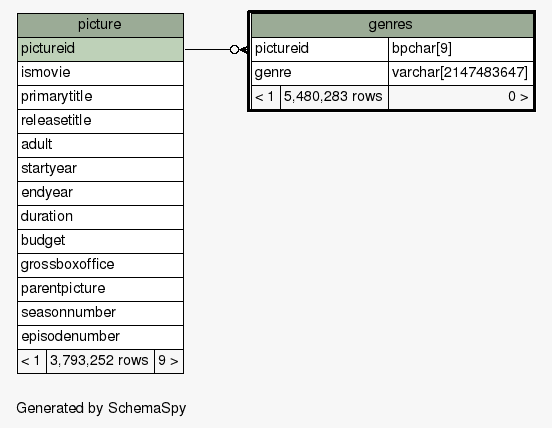 picture
pictureid
ismovie
primarytitle
releasetitle
adult
startyear
endyear
duration
budget
grossboxoffice
parentpicture
seasonnumber
episodenumber
< 1 3,793,252 rows 9 >
genres
pictureid bpchar[9]
genre varchar[2147483647]
< 1 5,480,283 rows 0 >
Generated by SchemaSpy